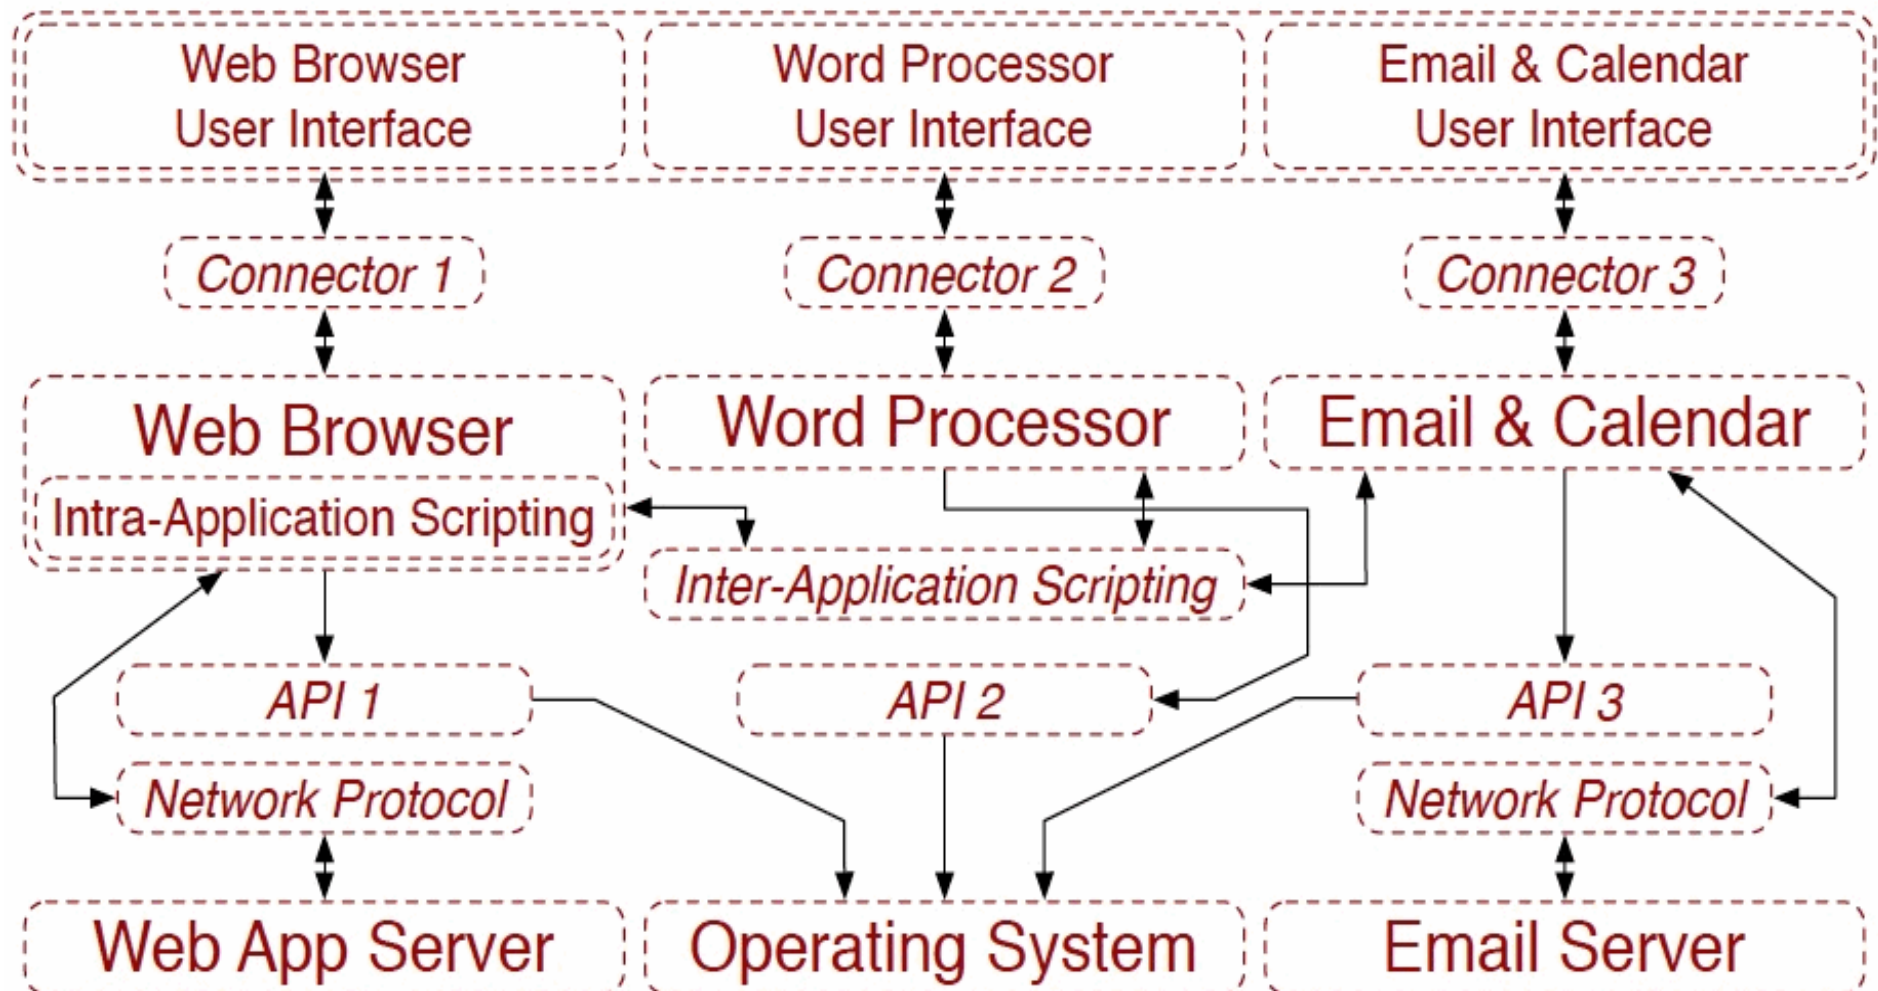 Web Browser
User Interface
Word Processor
User Interface
Email & Calendar
User Interface
Connector 1
Connector 2
Connector 3
Web Browser
Intra-Application Scripting
Word Processor
Email & Calendar
Inter-Application Scripting
API 1
API 2
API 3
Network Protocol
Network Protocol
Web App Server
Operating System
Email Server